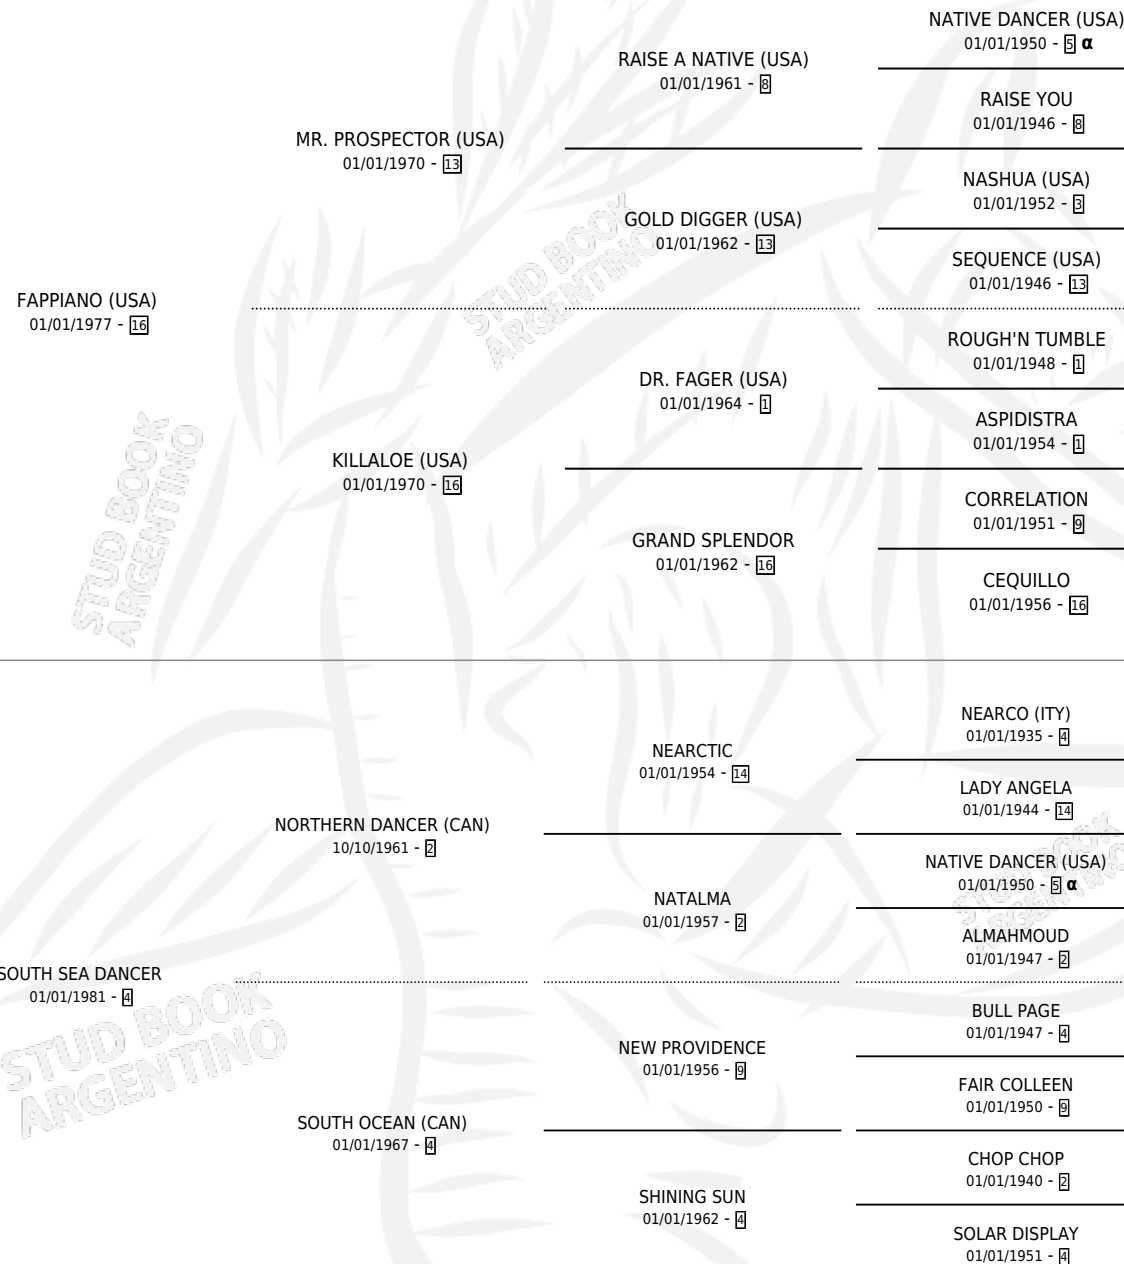 NATIVE DANCER (USA)
01/01/1950 - 5 α
RAISE A NATIVE (USA)
01/01/1961 - 8
RAISE YOU
01/01/1946 - 8
MR. PROSPECTOR (USA)
01/01/1970 - 13
NASHUA (USA)
01/01/1952 - 3
GOLD DIGGER (USA)
01/01/1962 - 13
SEQUENCE (USA)
01/01/1946 - 13
FAPPIANO (USA)
01/01/1977 - 16
STUD BOOK
ARGENTINO
ROUGH'N TUMBLE
01/01/1948 - 1
DR. FAGER (USA)
01/01/1964 - 1
ASPIDISTRA
01/01/1954 - 1
KILLALOE (USA)
01/01/1970 - 16
CORRELATION
01/01/1951 - 9
GRAND SPLENDOR
01/01/1962 - 16
CEQUILLO
01/01/1956 - 16
STUD BOOK
ARGENTINO
NEARCO (ITY)
01/01/1935 - 4
NEARCTIC
01/01/1954 - 14
LADY ANGELA
01/01/1944 - 14
NORTHERN DANCER (CAN)
10/10/1961 - 2
NATIVE DANCER (USA)
01/01/1950 - 5 α
NATALMA
01/01/1957 - 2
ALMAHMOUD
01/01/1947 - 2
STUD BOOK
ARGENTINO
SOUTH SEA DANCER
01/01/1981 - 4
BULL PAGE
01/01/1947 - 4
NEW PROVIDENCE
01/01/1956 - 9
FAIR COLLEEN
01/01/1950 - 9
STUD BOOK
ARGENTINO
SOUTH OCEAN (CAN)
01/01/1967 - 4
CHOP CHOP
01/01/1940 - 2
SHINING SUN
01/01/1962 - 4
SOLAR DISPLAY
01/01/1951 - 4